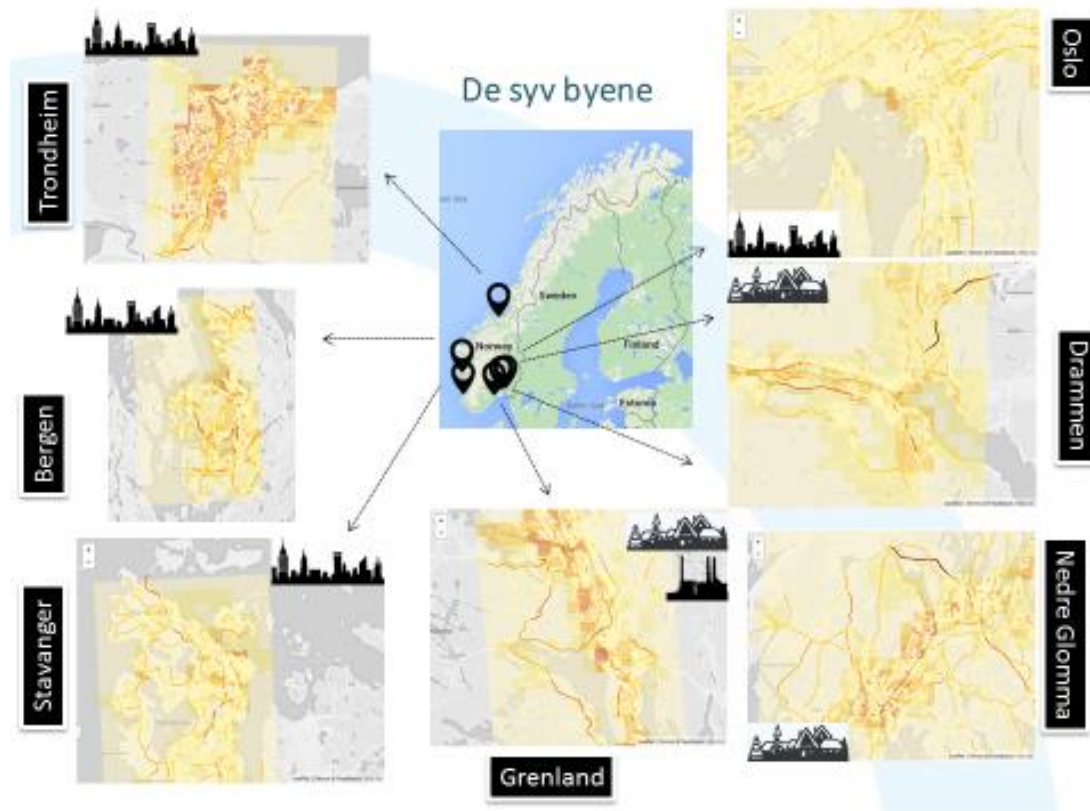 De syv byene
Trondheim
Bergen
Stavanger
Grenland
Oslo
Drammen
Nedre Glomma
Sweden
Norway
Finland
Estonia